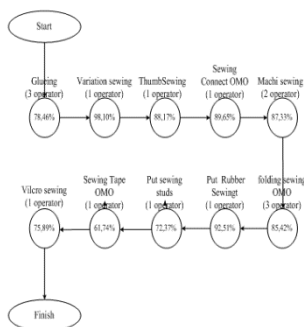 Start
Glueing
(3 operator)
78,46%
Variation sewing
(1 operator)
98,10%
ThumbSewing
(1 operator)
88,17%
Sewing
Connect OMO
(1 operator)
89,65%
Machi sewing
(2 operator)
87,33%
folding sewing
OMO
(3 operator)
85,42%
Put Rubber
Sewingt
(1 operator)
92,51%
Put sewing
studs
(1 operator)
72,37%
Sewing Tape
OMO
(1 operator)
61,74%
Vilcro sewing
(1 operator)
75,89%
Finish